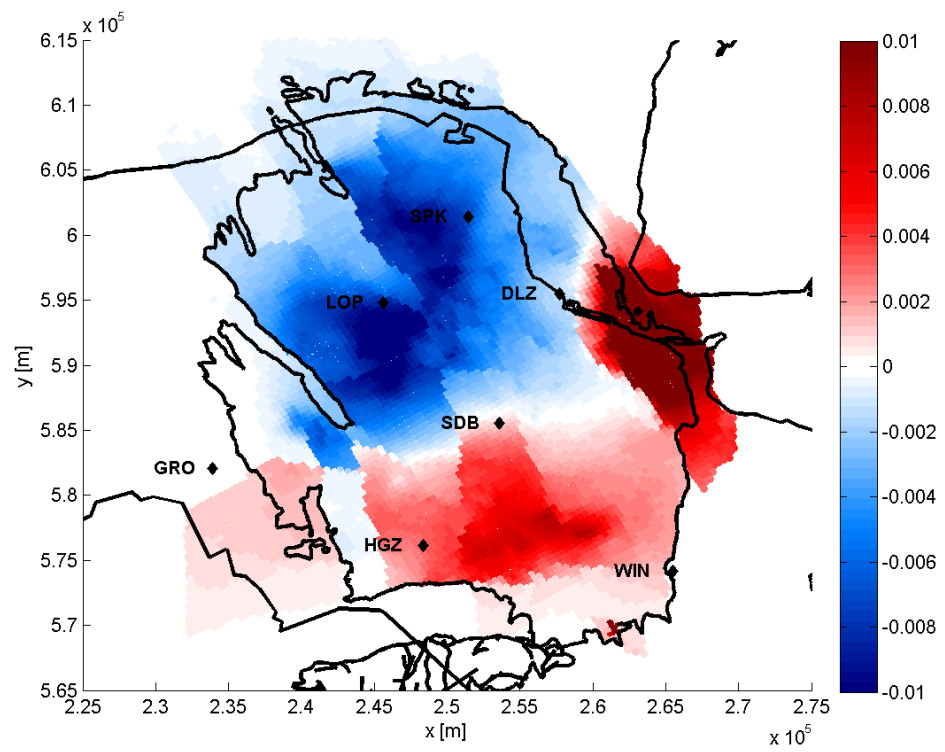 x 10^5
6.15
6.1
6.05
6
5.95
5.9
5.85
5.8
5.75
5.7
5.65
y [m]
SPK
LOP
DLZ
SDB
GRO
HGZ
WIN
2.25 2.3 2.35 2.4 2.45 2.5 2.55 2.6 2.65 2.7 2.75
x [m]
x 10^5
0.01
0.008
0.006
0.004
0.002
0
-0.002
-0.004
-0.006
-0.008
-0.01